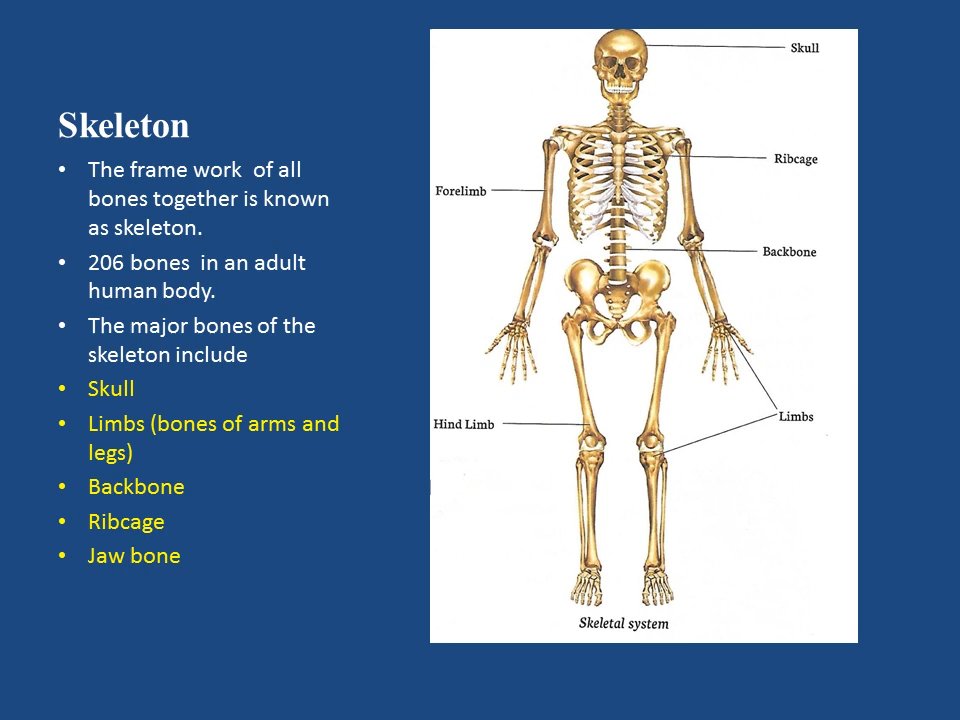 Skeleton
• The frame work  of all
bones together is known
as skeleton.
• 206 bones  in an adult
human body.
• The major bones of the
skeleton include
• Skull
• Limbs (bones of arms and
legs)
• Backbone
• Ribcage
• Jaw bone
Skull
Ribcage
Forelimb
Backbone
Limbs
Hind Limb
Skeletal system